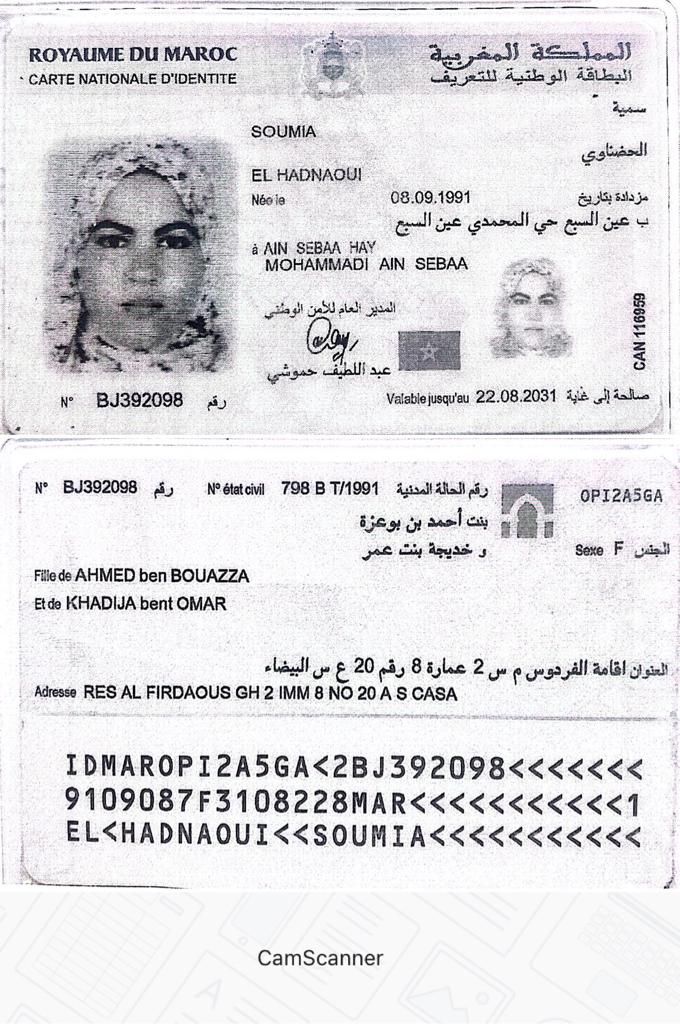 ROYAUME DU MAROC
المملكة المغربية
CARTE NATIONALE D'IDENTITE
البطاقة الوطنية للتعريف
سمية
SOUMIA
الحضناوي
EL HADNAOUI
Née le 08.09.1991 مزدادة بتاريخ
ب عين السبع حي المحمدي عين السبع
à AIN SEBAA HAY
MOHAMMADI AIN SEBAA
المدير العام للأمن الوطني
عبد اللطيف حموشي
CAN 116959
N° BJ392098 رقم
Valable jusqu'au 22.08.2031 صالحة إلى غاية
N° BJ392098 رقم
N° état civil 798 B T/1991 رقم الحالة المدنية
OPI2A5GA
بنت أحمد بن بوعزة
و خديجة بنت عمر
Sexe F الجنس
Fille de AHMED ben BOUAZZA
Et de KHADIJA bent OMAR
العنوان اقامة الفردوس م س 2 عمارة 8 رقم 20 ع س البيضاء
Adresse RES AL FIRDAOUS GH 2 IMM 8 NO 20 A S CASA
IDMAROPI2A5GA<2BJ392098<<<<<<<
9109087F3108228MAR<<<<<<<<<<<1
EL<HADNAOUI<<SOUMIA<<<<<<<<<<<
CamScanner